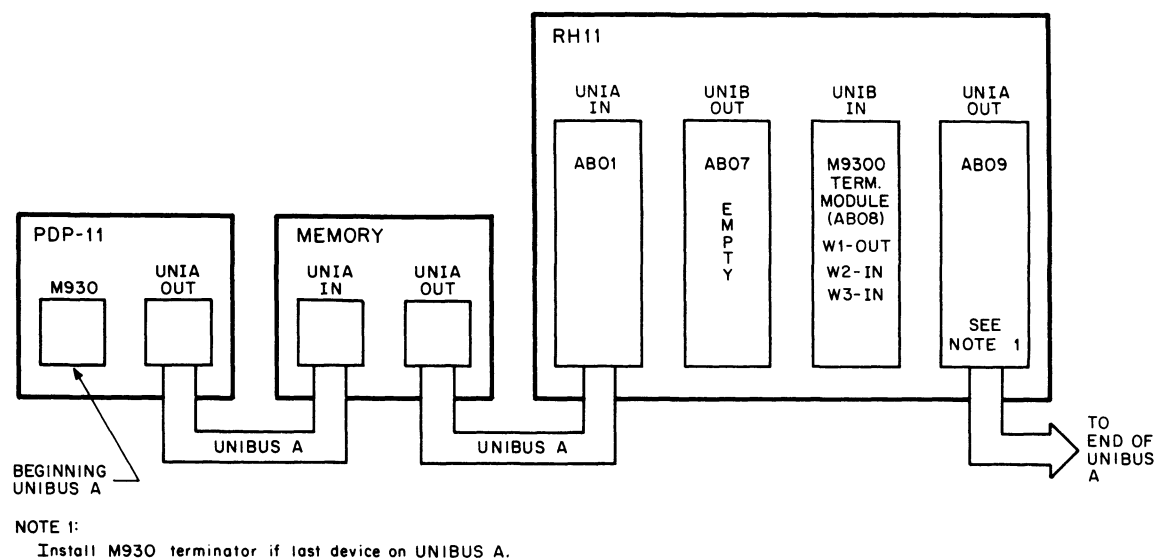 RH11
UNIA
IN
UNIB
OUT
UNIB
IN
UNIA
OUT
AB01
AB07
EMPTY
M9300
TERM.
MODULE
(AB08)
W1-OUT
W2-IN
W3-IN
AB09
SEE
NOTE 1
PDP-11
M930
UNIA
OUT
MEMORY
UNIA
IN
UNIA
OUT
UNIBUS A
UNIBUS A
TO
END OF
UNIBUS
A
BEGINNING
UNIBUS A
NOTE 1:
Install M930 terminator if last device on UNIBUS A.